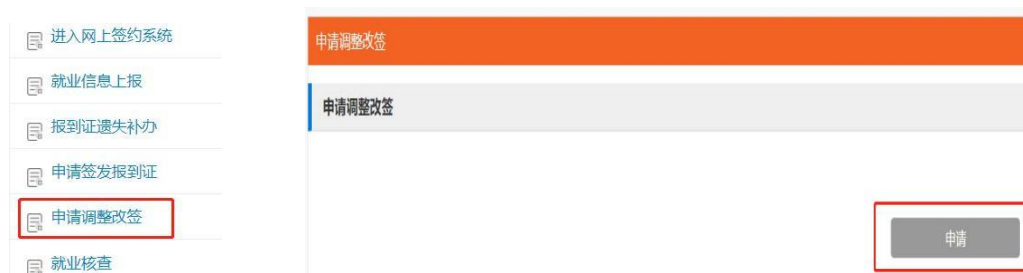 进入网上签约系统
就业信息上报
报到证遗失补办
申请签发报到证
申请调整改签
就业核查
申请调整改签
申请调整改签
申请